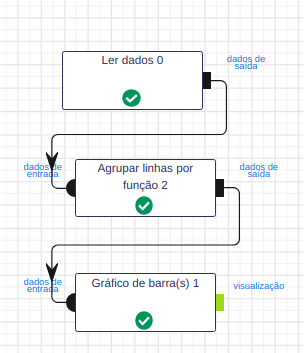 Ler dados 0
dados de
saída
dados de
entrada
Agrupar linhas por
função 2
dados de
saída
dados de
entrada
Gráfico de barra(s) 1
visualização